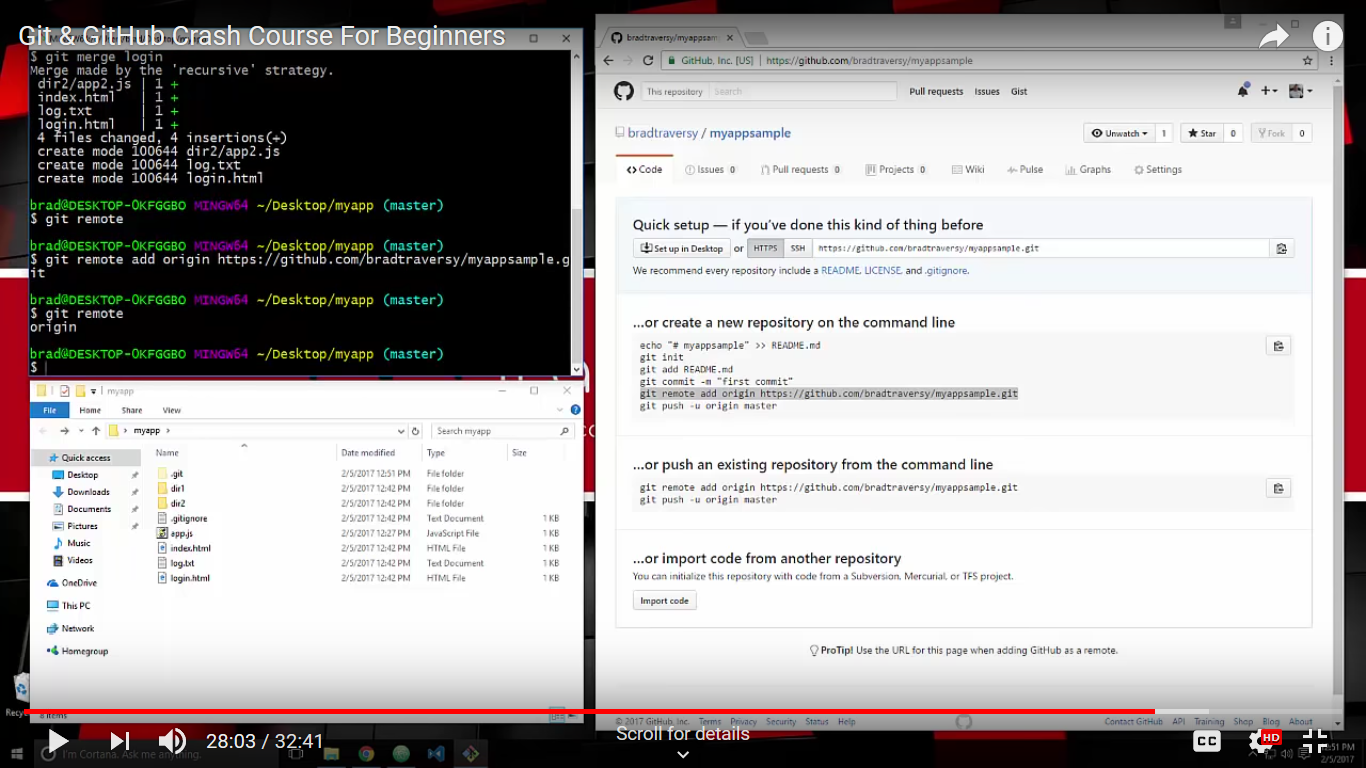 Git & GitHub Crash Course For Beginners
$ git merge login
Merge made by the 'recursive' strategy.
dir2/app2.js | 1 +
index.html | 1 +
log.txt | 1 +
login.html | 1 +
4 files changed, 4 insertions(+)
create mode 100644 dir2/app2.js
create mode 100644 log.txt
create mode 100644 login.html
brad@DESKTOP-0KFGGBO MINGW64 ~/Desktop/myapp (master)
$ git remote
brad@DESKTOP-0KFGGBO MINGW64 ~/Desktop/myapp (master)
$ git remote add origin https://github.com/bradtraversy/myappsample.g
it
brad@DESKTOP-0KFGGBO MINGW64 ~/Desktop/myapp (master)
$ git remote
origin
brad@DESKTOP-0KFGGBO MINGW64 ~/Desktop/myapp (master)
$
myapp
File Home Share View
myapp
Search myapp
Name Date modified Type Size
Quick access
Desktop
Downloads
Documents
Pictures
Music
Videos
OneDrive
This PC
Network
Homegroup
.git 2/5/2017 12:51 PM File folder
dir1 2/5/2017 12:42 PM File folder
dir2 2/5/2017 12:42 PM File folder
.gitignore 2/5/2017 12:42 PM Text Document 1 KB
app.js 2/5/2017 12:27 PM JavaScript File 1 KB
index.html 2/5/2017 12:42 PM HTML File 1 KB
log.txt 2/5/2017 12:42 PM Text Document 1 KB
login.html 2/5/2017 12:42 PM HTML File 1 KB
8 items
bradtraversy/myappsam
GitHub, Inc. [US] https://github.com/bradtraversy/myappsample
This repository Search Pull requests Issues Gist
bradtraversy / myappsample
Unwatch 1 Star 0 Fork 0
Code Issues 0 Pull requests 0 Projects 0 Wiki Pulse Graphs Settings
Quick setup — if you've done this kind of thing before
Set up in Desktop or HTTPS SSH https://github.com/bradtraversy/myappsample.git
We recommend every repository include a README, LICENSE, and .gitignore.
…or create a new repository on the command line
echo "# myappsample" >> README.md
git init
git add README.md
git commit -m "first commit"
git remote add origin https://github.com/bradtraversy/myappsample.git
git push -u origin master
…or push an existing repository from the command line
git remote add origin https://github.com/bradtraversy/myappsample.git
git push -u origin master
…or import code from another repository
You can initialize this repository with code from a Subversion, Mercurial, or TFS project.
Import code
ProTip! Use the URL for this page when adding GitHub as a remote.
© 2017 GitHub, Inc. Terms Privacy Security Status Help
Contact GitHub API Training Shop Blog About
28:03 / 32:41
Scroll for details
CC
HD
I'm Cortana. Ask me anything.
2/5/2017